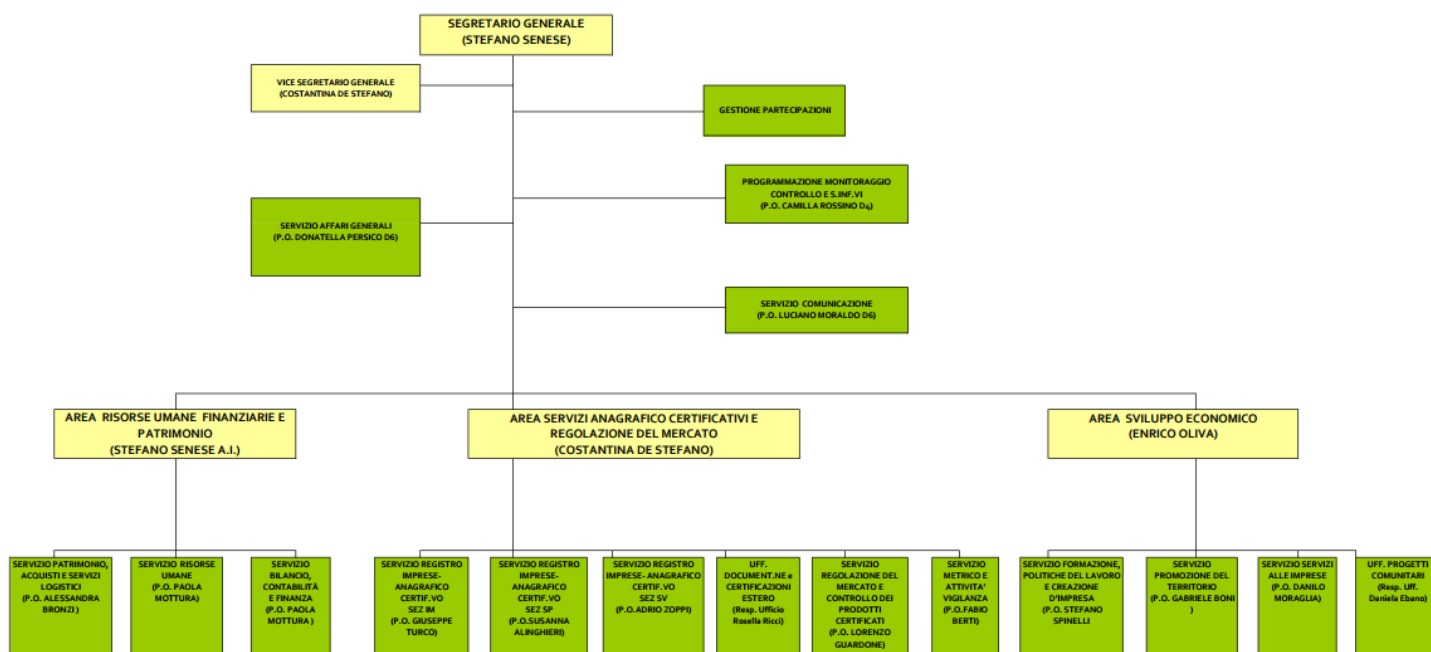 SEGRETARIO GENERALE
(STEFANO SENESE)
VICE SEGRETARIO GENERALE
(COSTANTINA DE STEFANO)
GESTIONE PARTECIPAZIONI
PROGRAMMAZIONE MONITORAGGIO
CONTROLLO E S.INF.VI
(P.O. CAMILLA ROSSINO D4)
SERVIZIO AFFARI GENERALI
(P.O. DONATELLA PERSICO D6)
SERVIZIO COMUNICAZIONE
(P.O. LUCIANO MORALDO D6)
AREA RISORSE UMANE FINANZIARIE E
PATRIMONIO
(STEFANO SENESE A.I.)
AREA SERVIZI ANAGRAFICO CERTIFICATIVI E
REGOLAZIONE DEL MERCATO
(COSTANTINA DE STEFANO)
AREA SVILUPPO ECONOMICO
(ENRICO OLIVA)
SERVIZIO PATRIMONIO,
ACQUISTI E SERVIZI
LOGISTICI
(P.O. ALESSANDRA
BRONZI )
SERVIZIO RISORSE
UMANE
(P.O. PAOLA
MOTTURA)
SERVIZIO
BILANCIO,
CONTABILITÀ
E FINANZA
(P.O. PAOLA
MOTTURA )
SERVIZIO REGISTRO
IMPRESE-
ANAGRAFICO
CERTIF.VO
SEZ IM
(P.O. GIUSEPPE
TURCO)
SERVIZIO REGISTRO
IMPRESE-
ANAGRAFICO
CERTIF.VO
SEZ SP
(P.O.SUSANNA
ALINGHIERI)
SERVIZIO REGISTRO
IMPRESE- ANAGRAFICO
CERTIF.VO
SEZ SV
(P.O.ADRIO ZOPPI)
UFF.
DOCUMENT.NE e
CERTIFICAZIONI
ESTERO
(Resp. Ufficio
Rosella Ricci)
SERVIZIO
REGOLAZIONE DEL
MERCATO E
CONTROLLO DEI
PRODOTTI
CERTIFICATI
(P.O. LORENZO
GUARDONE)
SERVIZIO
METRICO E
ATTIVITA'
VIGILANZA
(P.O.FABIO
BERTI)
SERVIZIO FORMAZIONE,
POLITICHE DEL LAVORO
E CREAZIONE
D'IMPRESA
(P.O. STEFANO
SPINELLI
SERVIZIO
PROMOZIONE DEL
TERRITORIO
(P.O. GABRIELE BONI
)
SERVIZIO SERVIZI
ALLE IMPRESE
(P.O. DANILO
MORAGLIA)
UFF. PROGETTI
COMUNITARI
(Resp. Uff.
Daniela Ebano)